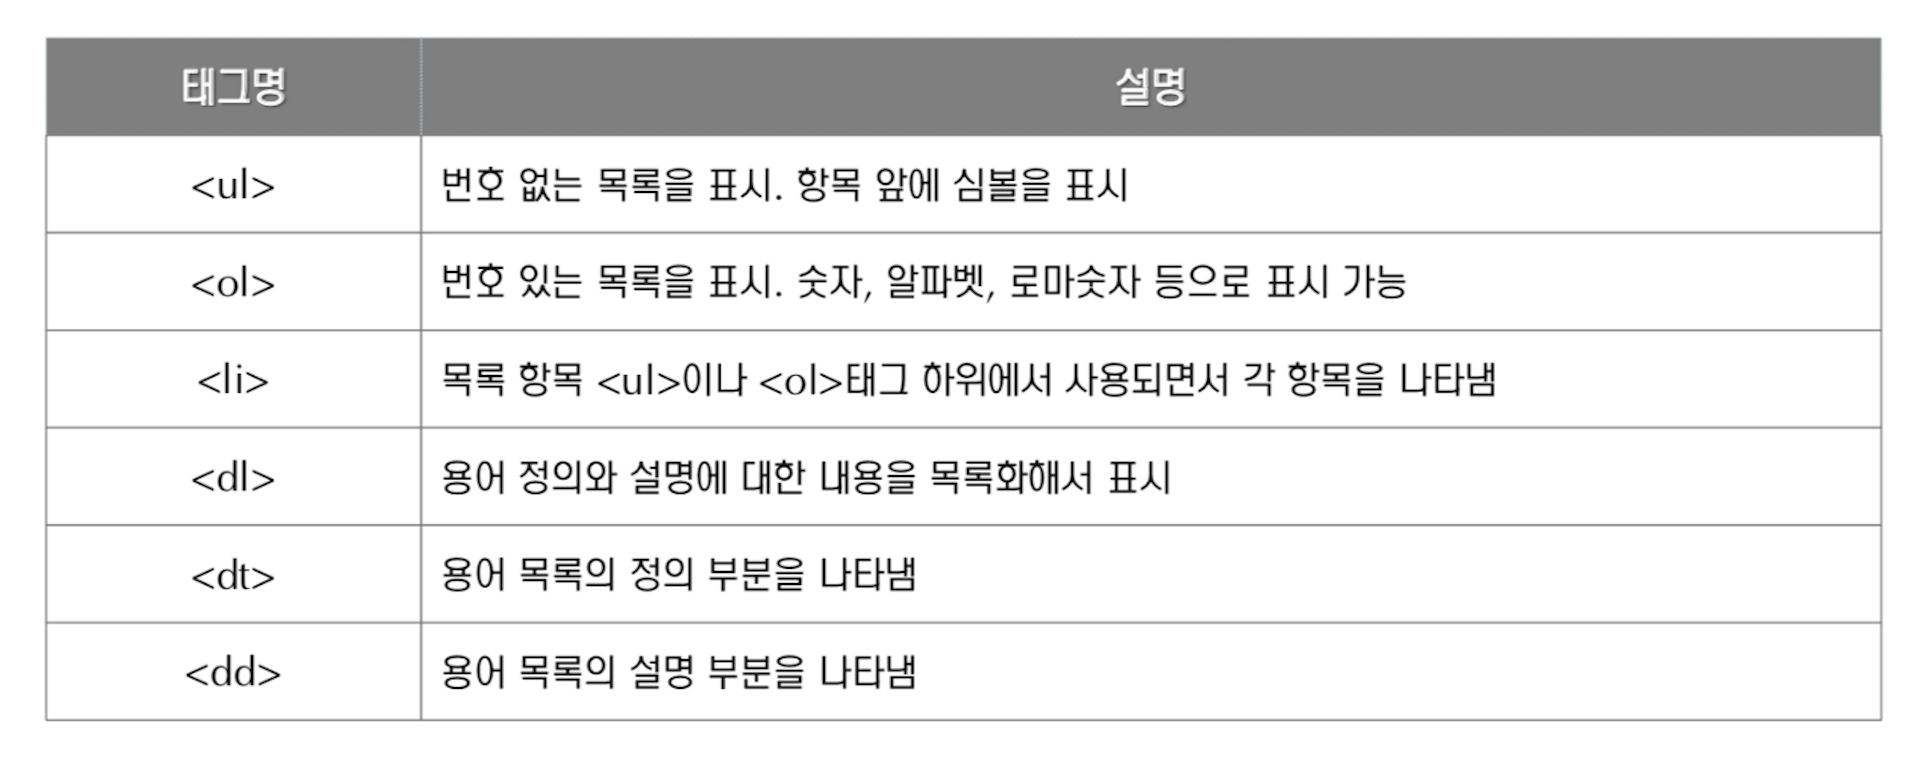 태그명 설명
<ul> 번호 없는 목록을 표시. 항목 앞에 심볼을 표시
<ol> 번호 있는 목록을 표시. 숫자, 알파벳, 로마숫자 등으로 표시 가능
<li> 목록 항목 <ul>이나 <ol>태그 하위에서 사용되면서 각 항목을 나타냄
<dl> 용어 정의와 설명에 대한 내용을 목록화해서 표시
<dt> 용어 목록의 정의 부분을 나타냄
<dd> 용어 목록의 설명 부분을 나타냄